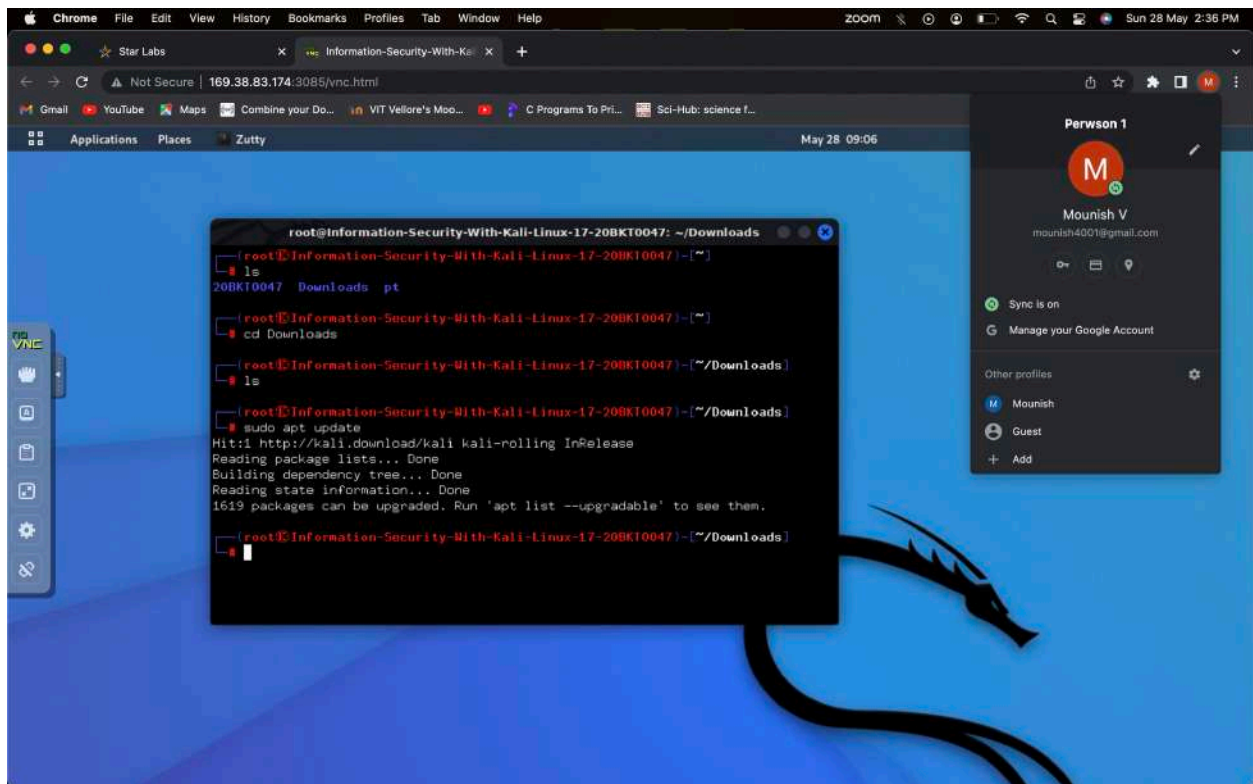 Chrome File Edit View History Bookmarks Profiles Tab Window Help zoom Sun 28 May 2:36 PM
Star Labs Information-Security-With-Ka
Not Secure | 169.38.83.174:3085/vnc.html
Gmail YouTube Maps Combine your Do... VIT Vellore's Moo... C Programs To Pri... Sci-Hub: science f...
Applications Places Zutty May 28 09:06
Perwson 1
M
Mounish V
mounish4001@gmail.com
Sync is on
G Manage your Google Account
Other profiles
M Mounish
Guest
+ Add
no
VNC
A
root@Information-Security-With-Kali-Linux-17-20BKT0047: ~/Downloads
(root㉿Information-Security-With-Kali-Linux-17-20BKT0047)-[~]
# ls
20BKT0047 Downloads pt
(root㉿Information-Security-With-Kali-Linux-17-20BKT0047)-[~]
# cd Downloads
(root㉿Information-Security-With-Kali-Linux-17-20BKT0047)-[~/Downloads]
# ls
(root㉿Information-Security-With-Kali-Linux-17-20BKT0047)-[~/Downloads]
# sudo apt update
Hit:1 http://kali.download/kali kali-rolling InRelease
Reading package lists... Done
Building dependency tree... Done
Reading state information... Done
1619 packages can be upgraded. Run 'apt list --upgradable' to see them.
(root㉿Information-Security-With-Kali-Linux-17-20BKT0047)-[~/Downloads]
#